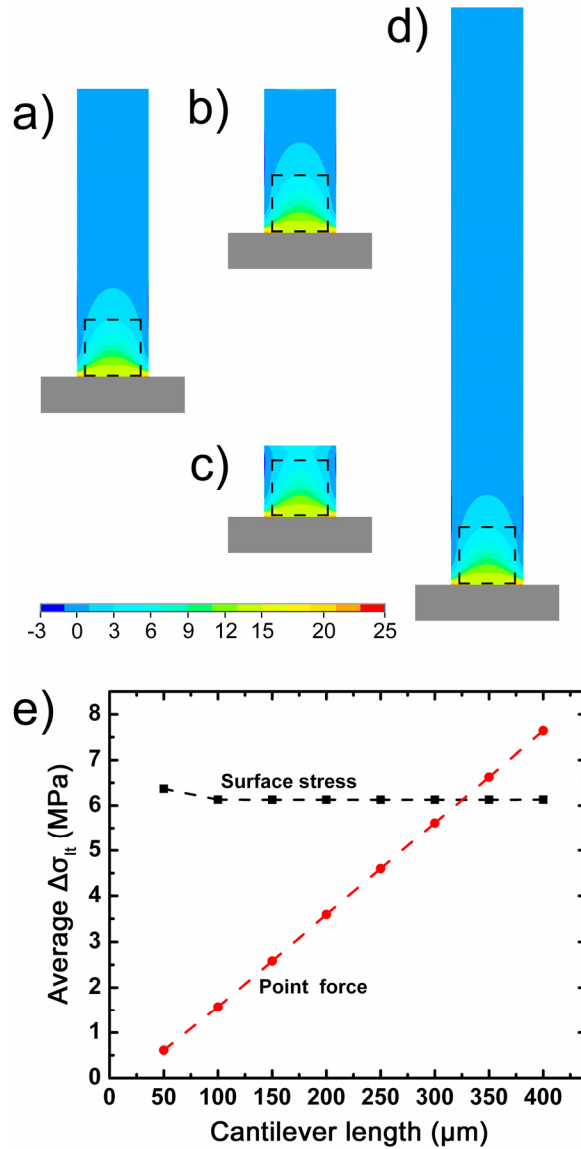 a)
b)
d)
c)
-3 0 3 6 9 12 15 20 25
e)
8
7
6
5
4
3
2
1
0
Average Δσlt (MPa)
Surface stress
Point force
0 50 100 150 200 250 300 350 400
Cantilever length (µm)